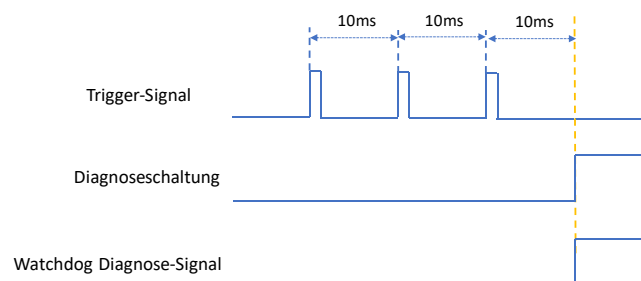 10ms 10ms 10ms
Trigger-Signal
Diagnoseschaltung
Watchdog Diagnose-Signal